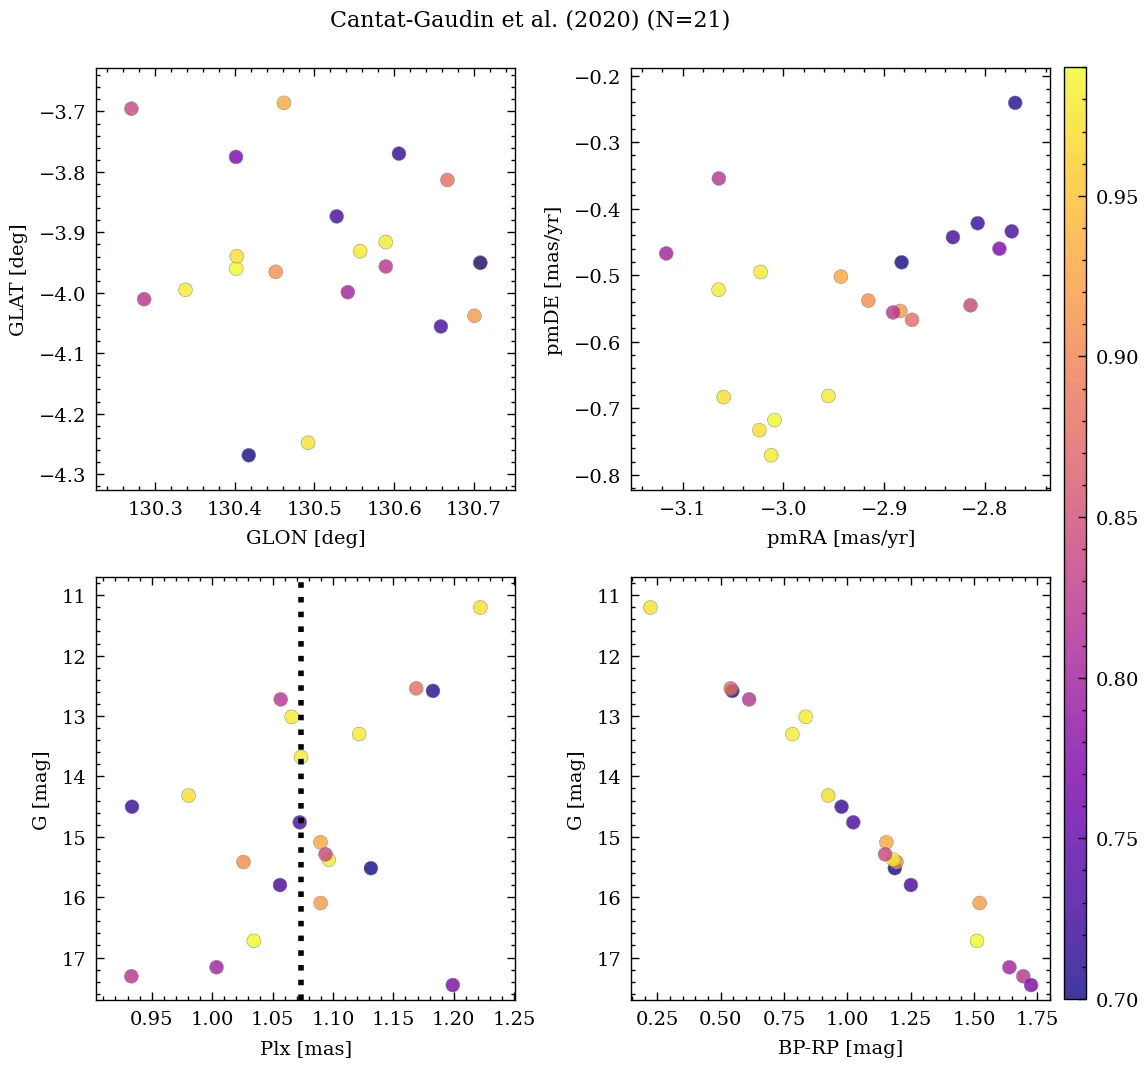 Cantat-Gaudin et al. (2020) (N=21)
GLAT [deg]
−3.7
−3.8
−3.9
−4.0
−4.1
−4.2
−4.3
130.3 130.4 130.5 130.6 130.7
GLON [deg]
pmDE [mas/yr]
−0.2
−0.3
−0.4
−0.5
−0.6
−0.7
−0.8
−3.1 −3.0 −2.9 −2.8
pmRA [mas/yr]
G [mag]
11
12
13
14
15
16
17
0.95 1.00 1.05 1.10 1.15 1.20 1.25
Plx [mas]
G [mag]
11
12
13
14
15
16
17
0.25 0.50 0.75 1.00 1.25 1.50 1.75
BP-RP [mag]
0.95
0.90
0.85
0.80
0.75
0.70